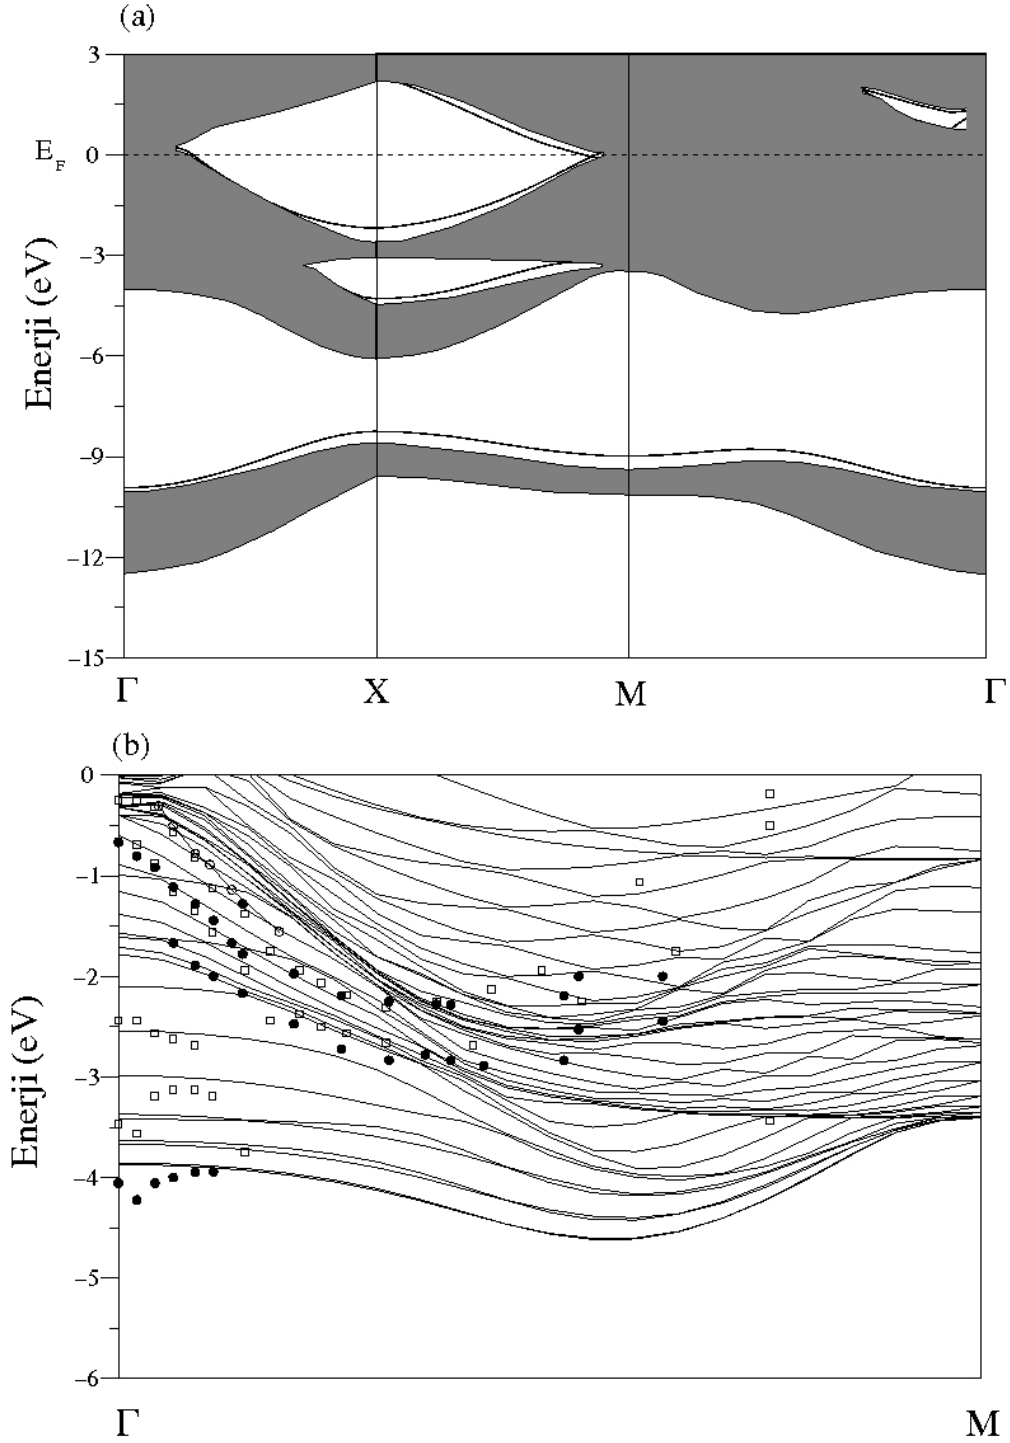 (a)
3
E_F 0
−3
−6
−9
−12
−15
Enerji (eV)
Γ X M Γ
(b)
0
−1
−2
−3
−4
−5
−6
Enerji (eV)
Γ M